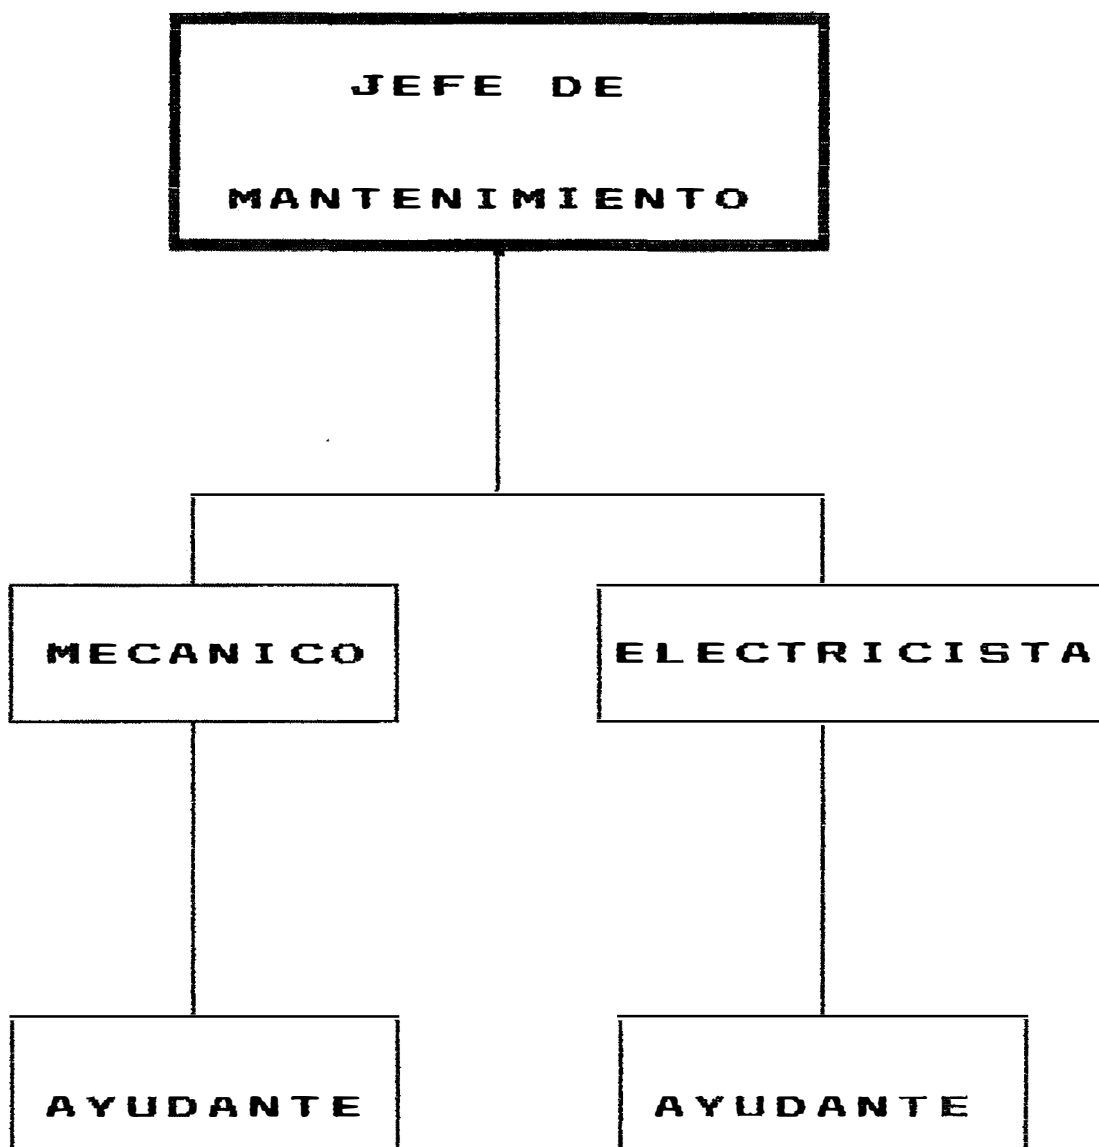 JEFE DE
MANTENIMIENTO
MECANICO
ELECTRICISTA
AYUDANTE
AYUDANTE